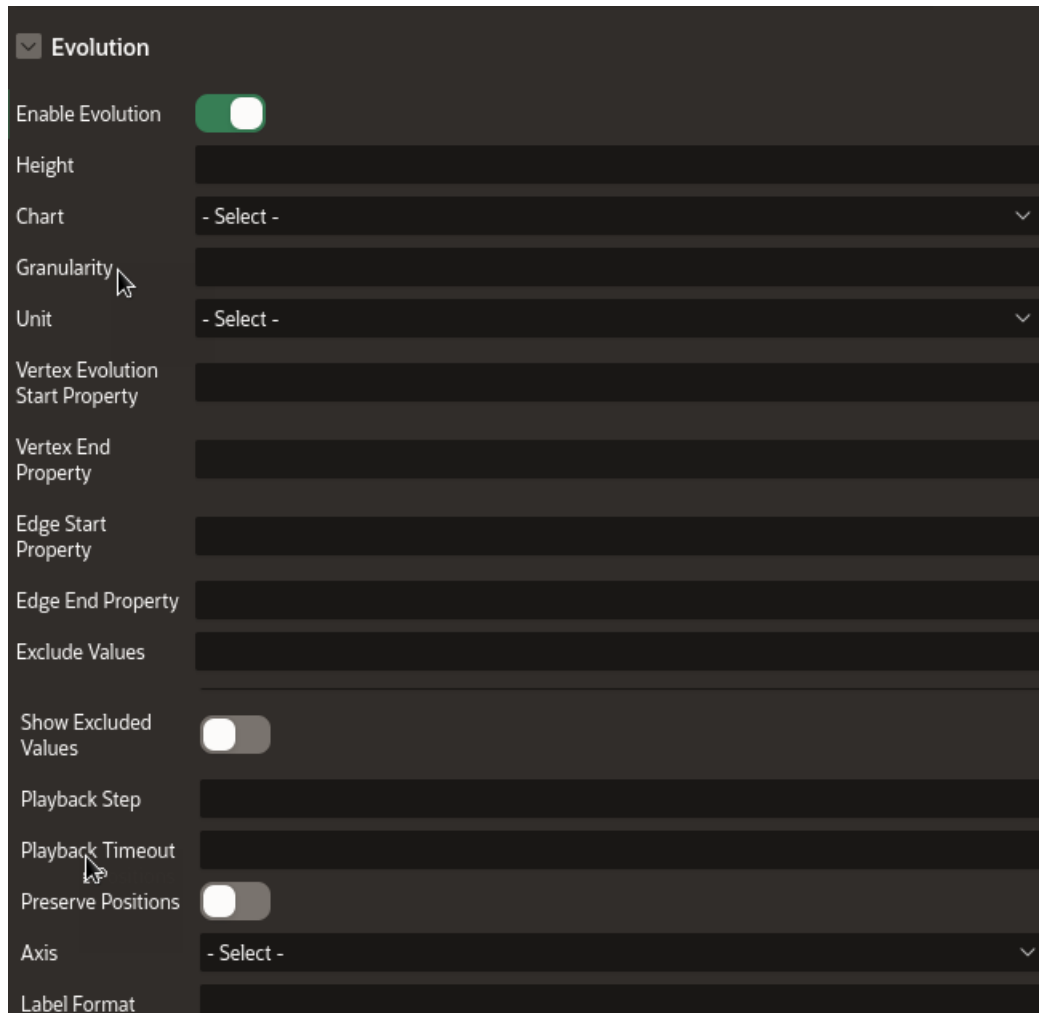 Evolution
Enable Evolution
Height
Chart - Select -
Granularity
Unit - Select -
Vertex Evolution
Start Property
Vertex End
Property
Edge Start
Property
Edge End Property
Exclude Values
Show Excluded
Values
Playback Step
Playback Timeout
Preserve Positions
Axis - Select -
Label Format